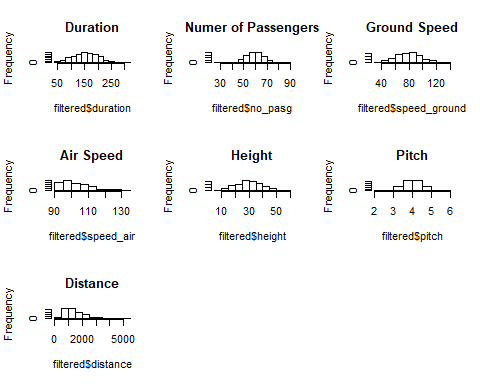 Duration
Frequency
0
50 150 250
filtered$duration
Numer of Passengers
Frequency
0
30 50 70 90
filtered$no_pasg
Ground Speed
Frequency
0
40 80 120
filtered$speed_ground
Air Speed
Frequency
0
90 110 130
filtered$speed_air
Height
Frequency
0
10 30 50
filtered$height
Pitch
Frequency
0
2 3 4 5 6
filtered$pitch
Distance
Frequency
0
0 2000 5000
filtered$distance